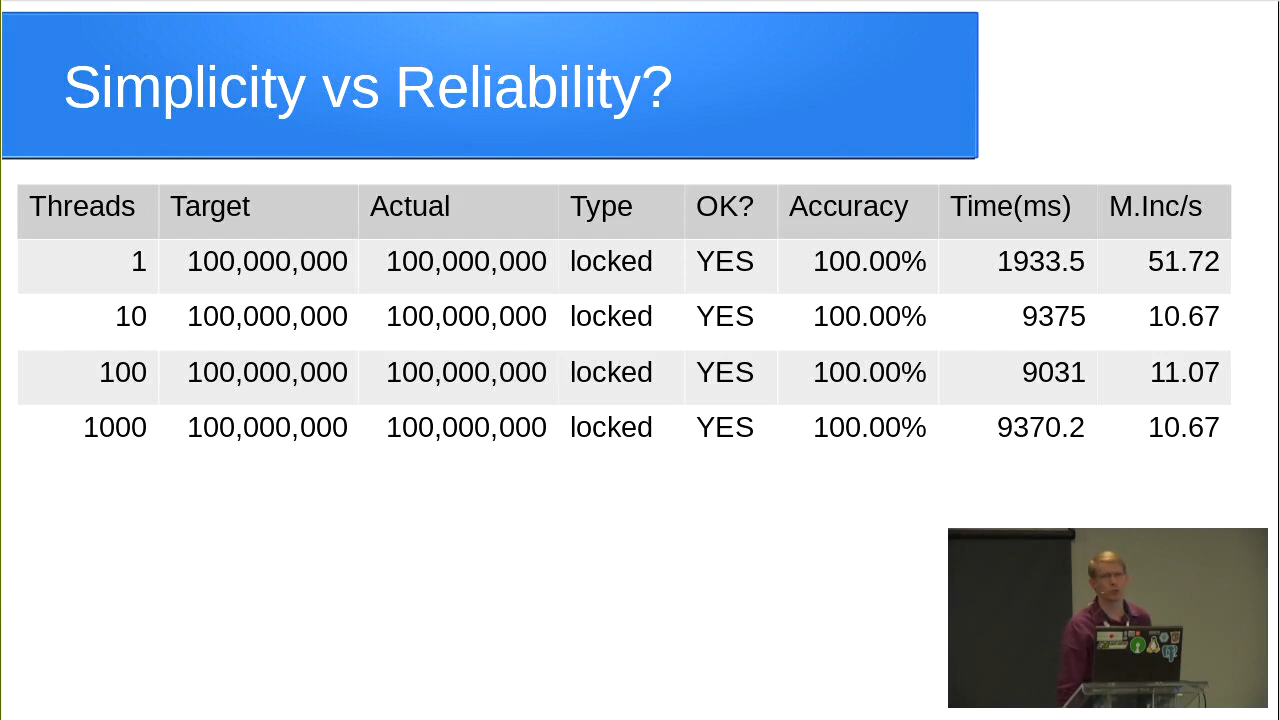 Simplicity vs Reliability?
Threads Target Actual Type OK? Accuracy Time(ms) M.Inc/s
1 100,000,000 100,000,000 locked YES 100.00% 1933.5 51.72
10 100,000,000 100,000,000 locked YES 100.00% 9375 10.67
100 100,000,000 100,000,000 locked YES 100.00% 9031 11.07
1000 100,000,000 100,000,000 locked YES 100.00% 9370.2 10.67